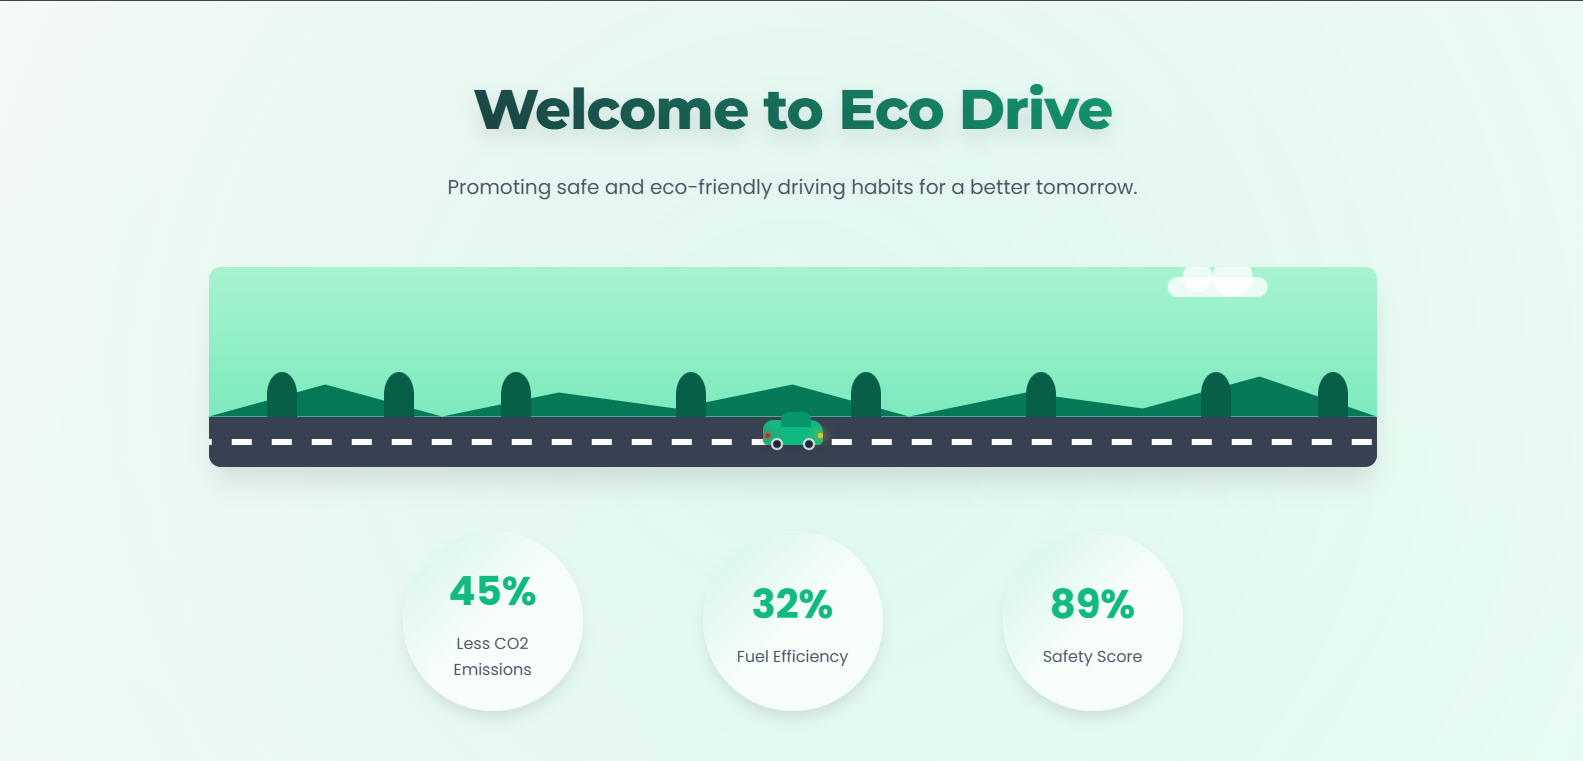 Welcome to Eco Drive
Promoting safe and eco-friendly driving habits for a better tomorrow.
45%
Less CO2
Emissions
32%
Fuel Efficiency
89%
Safety Score